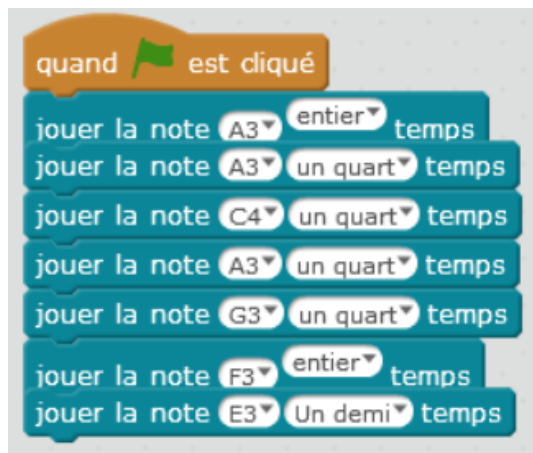 quand est cliqué
jouer la note A3 entier temps
jouer la note A3 un quart temps
jouer la note C4 un quart temps
jouer la note A3 un quart temps
jouer la note G3 un quart temps
jouer la note F3 entier temps
jouer la note E3 Un demi temps